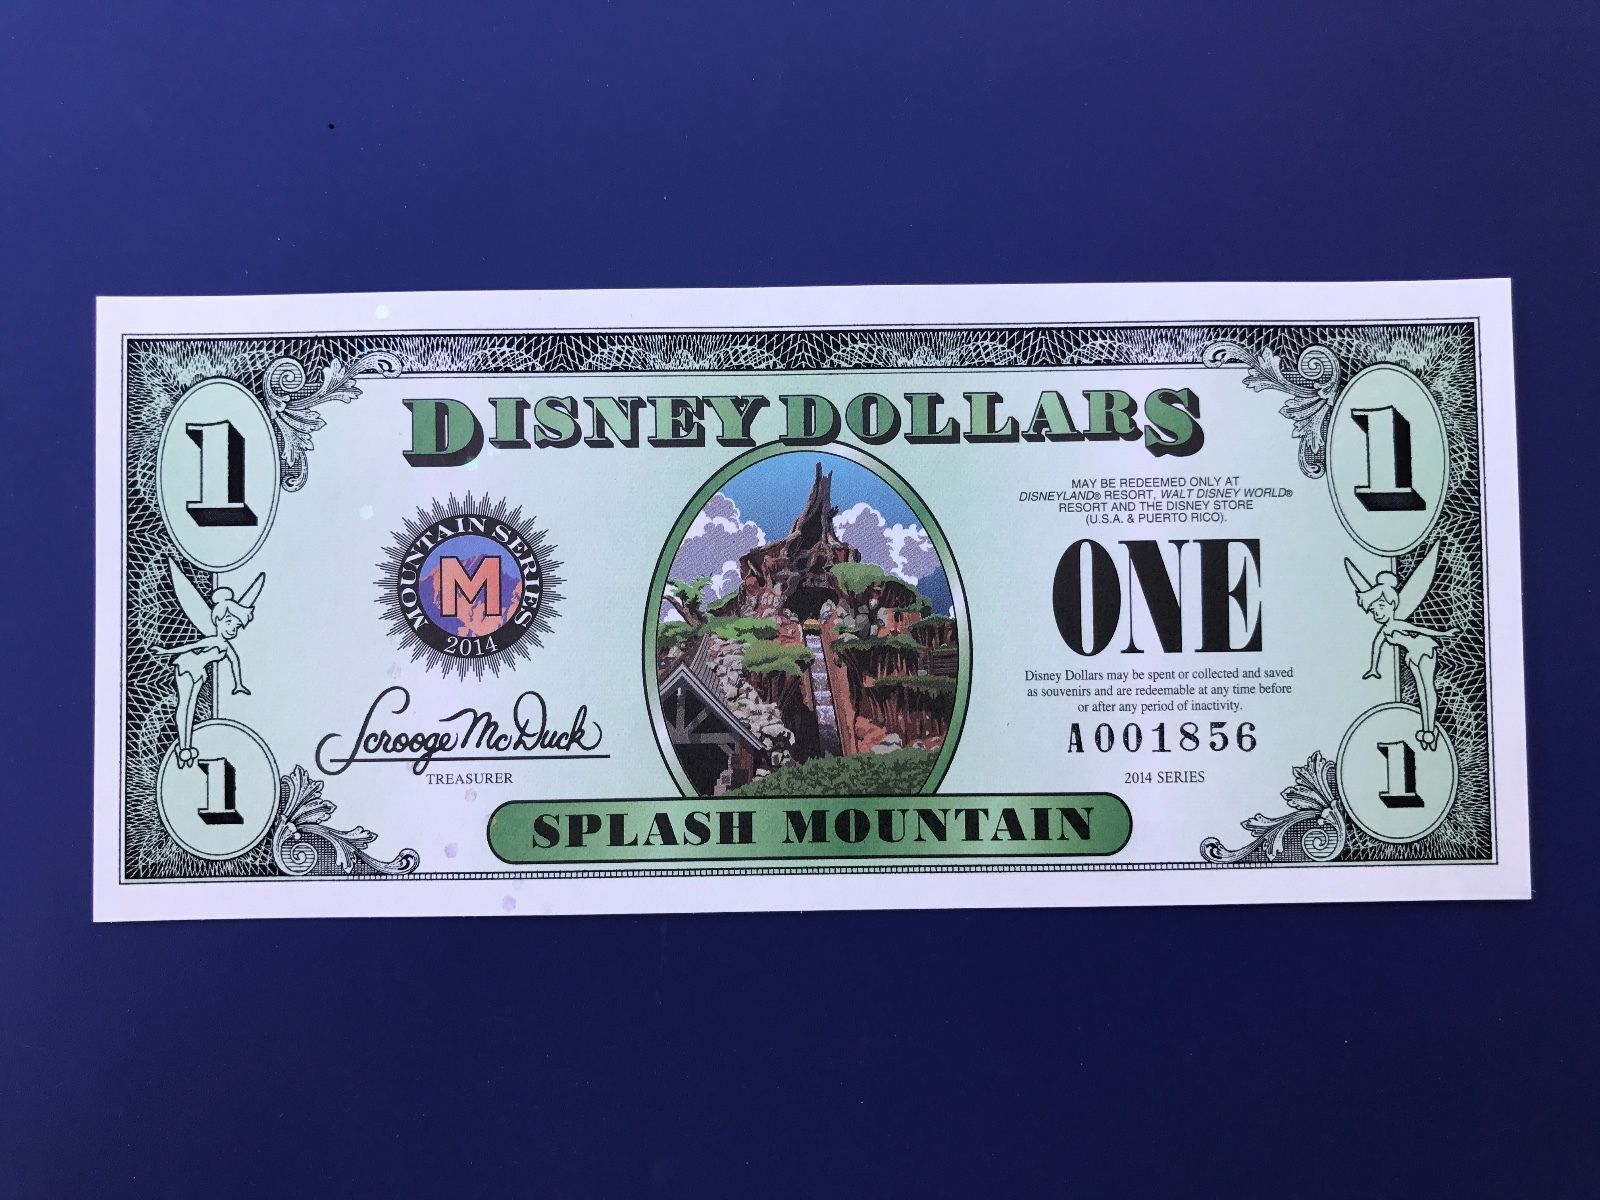 1
1
DISNEY DOLLARS
MAY BE REDEEMED ONLY AT
DISNEYLAND® RESORT, WALT DISNEY WORLD®
RESORT AND THE DISNEY STORE
(U.S.A. & PUERTO RICO).
MOUNTAIN SERIES
M
2014
ONE
Disney Dollars may be spent or collected and saved
as souvenirs and are redeemable at any time before
or after any period of inactivity.
Scrooge McDuck
TREASURER
A001856
2014 SERIES
1
1
SPLASH MOUNTAIN